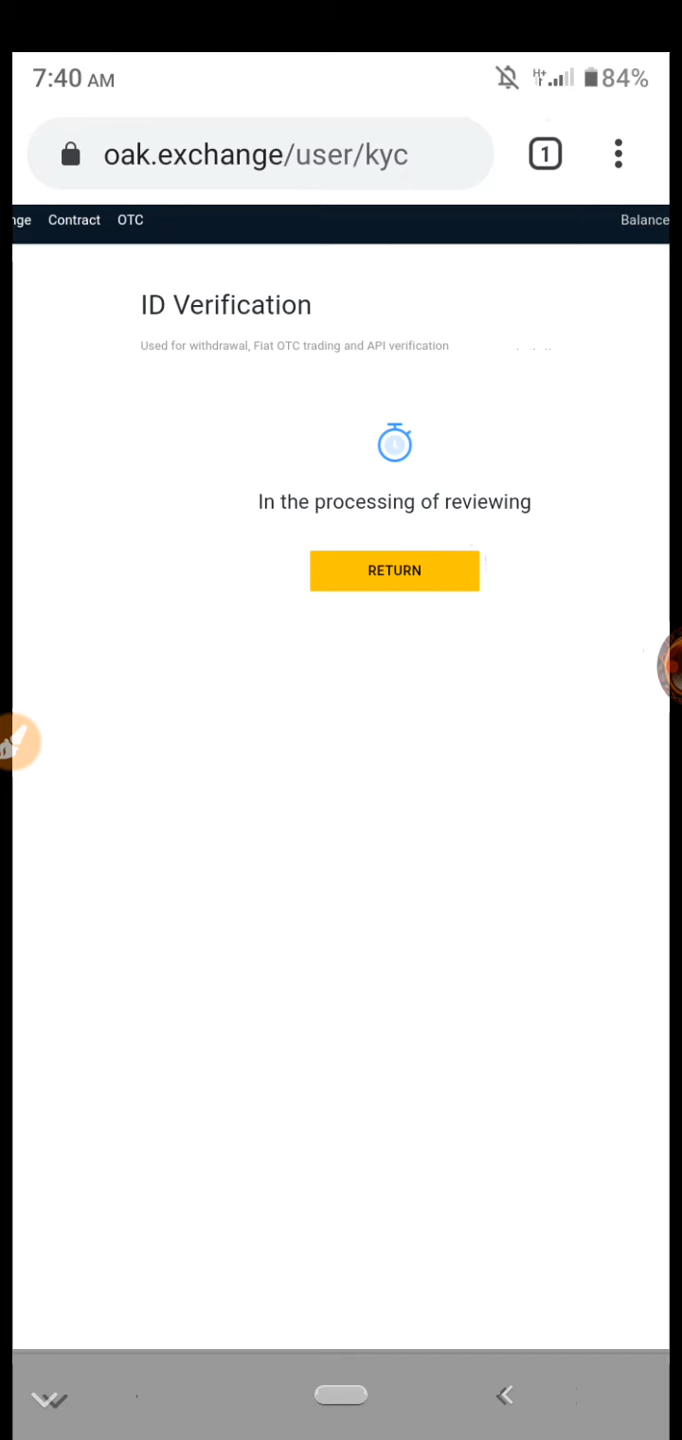 7:40 AM 84%
oak.exchange/user/kyc 1
nge Contract OTC Balance
ID Verification
Used for withdrawal, Fiat OTC trading and API verification
In the processing of reviewing
RETURN